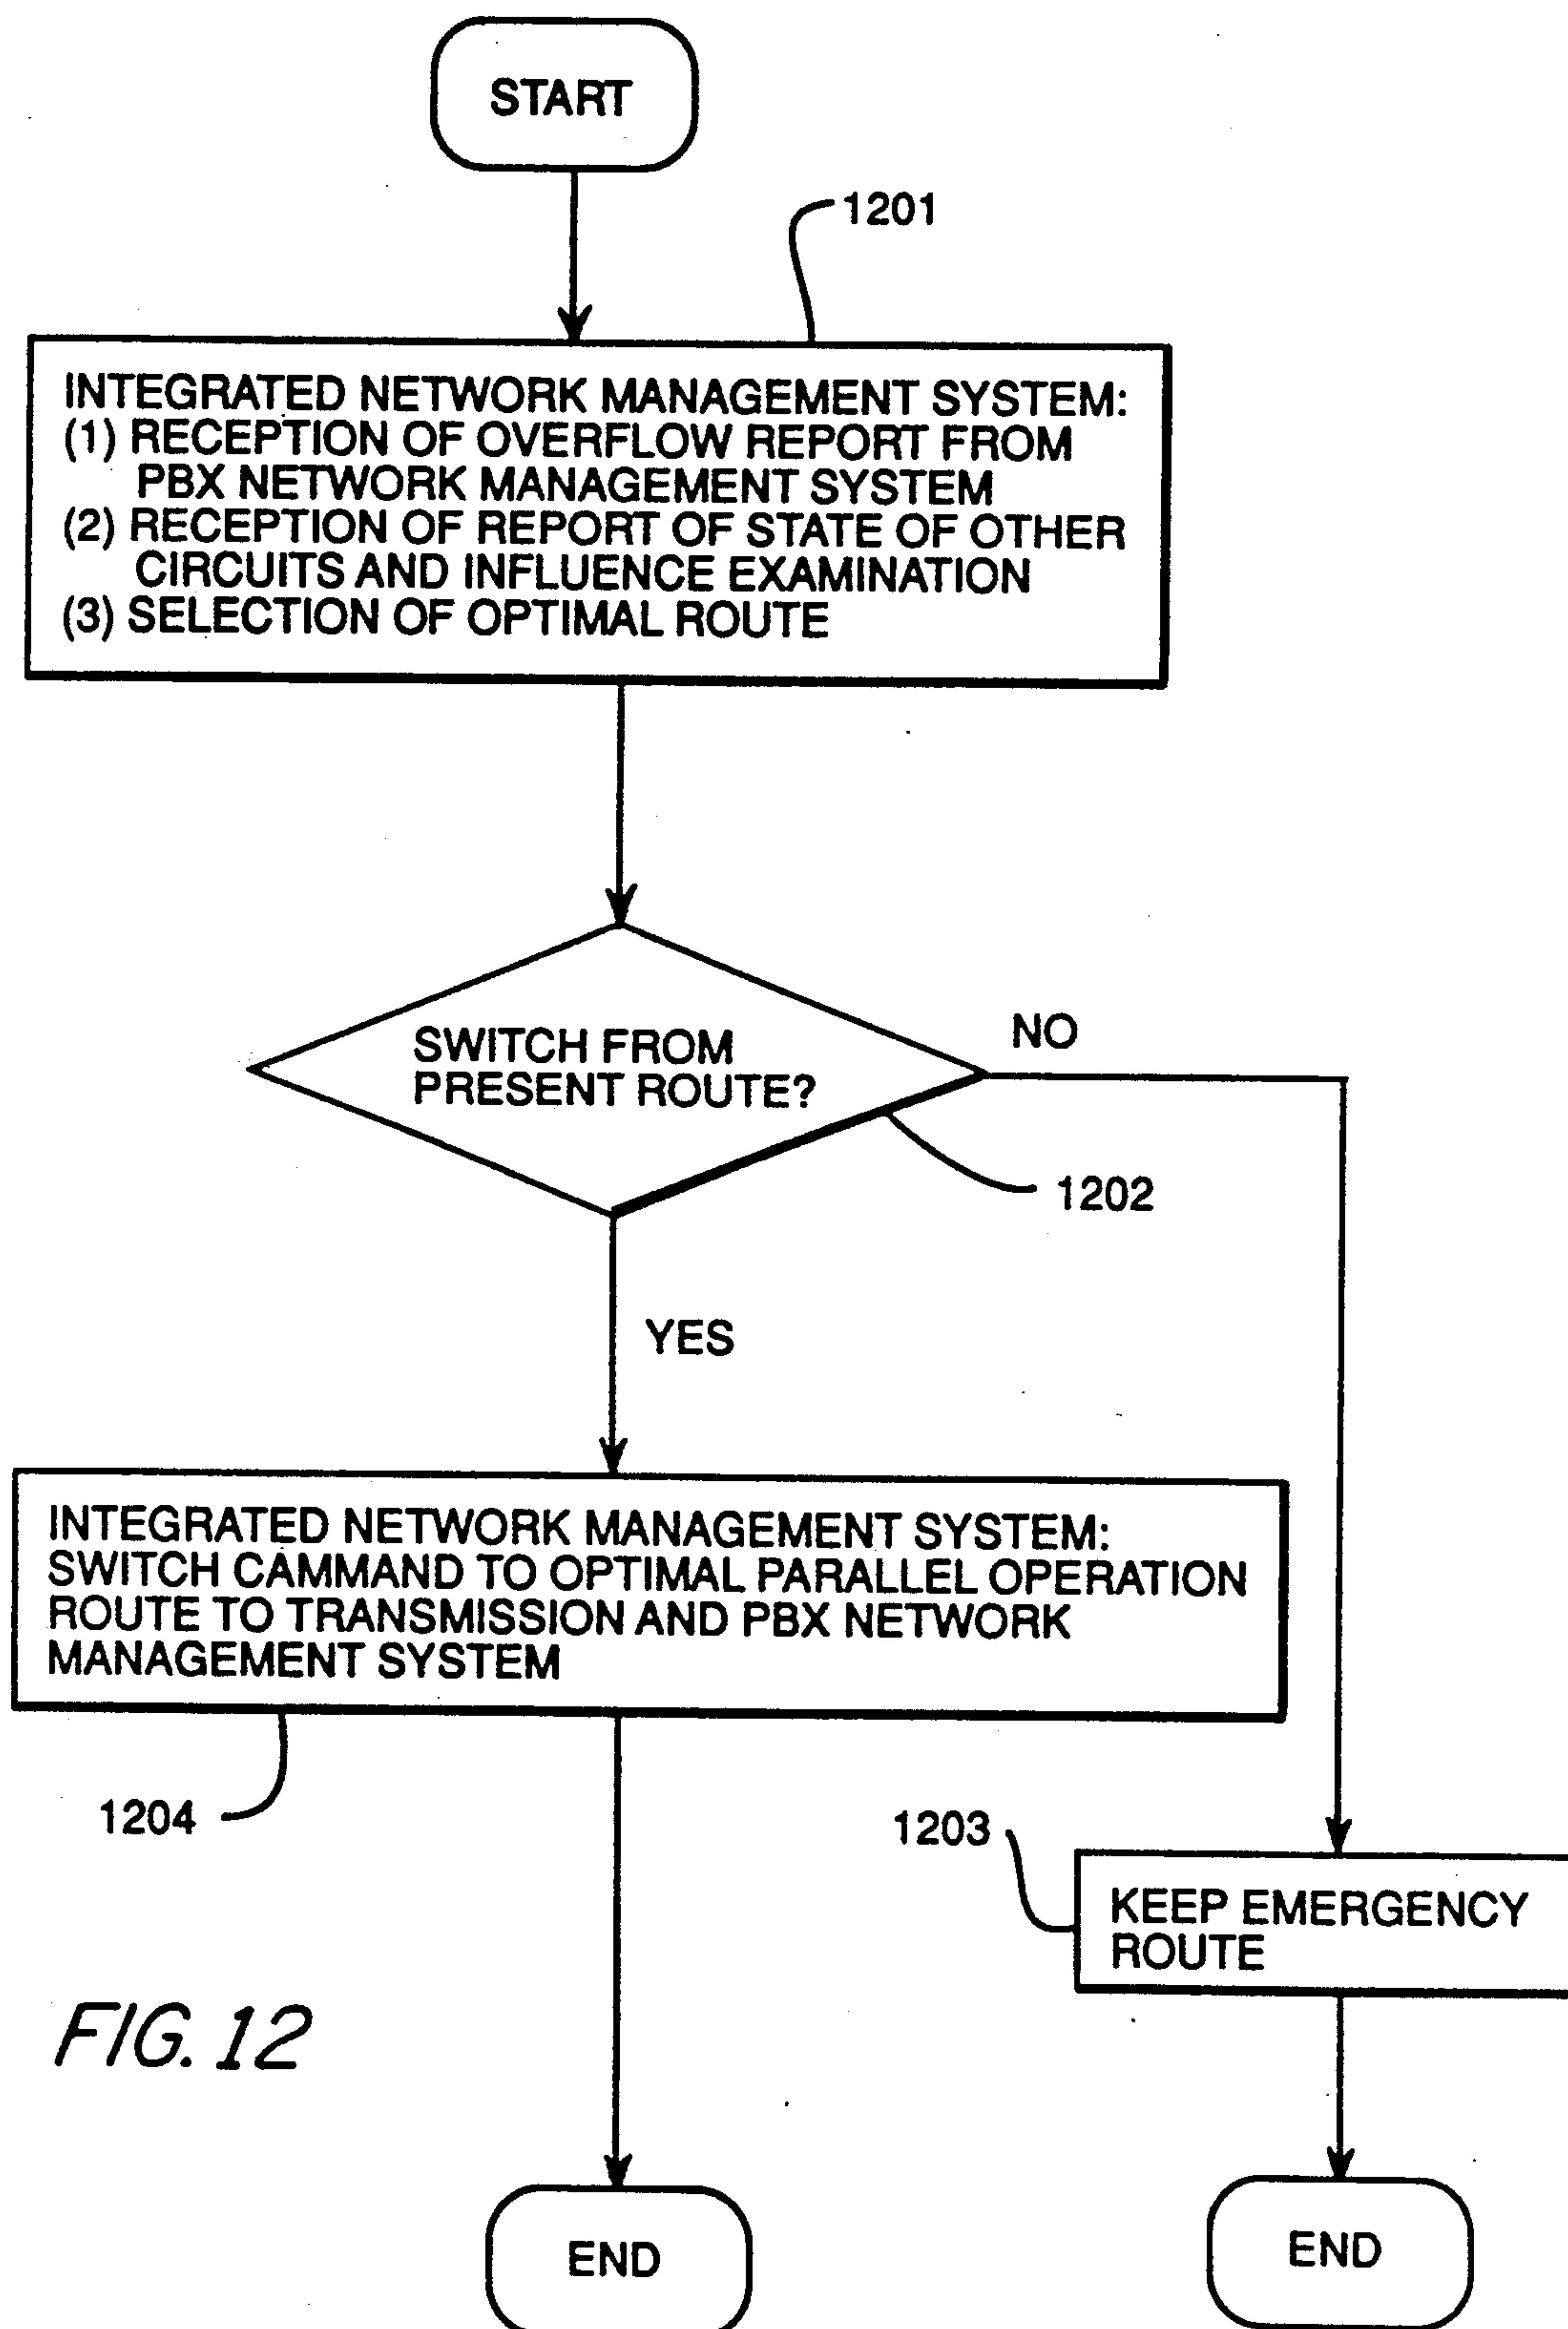 START
1201
INTEGRATED NETWORK MANAGEMENT SYSTEM:
(1) RECEPTION OF OVERFLOW REPORT FROM
PBX NETWORK MANAGEMENT SYSTEM
(2) RECEPTION OF REPORT OF STATE OF OTHER
CIRCUITS AND INFLUENCE EXAMINATION
(3) SELECTION OF OPTIMAL ROUTE
SWITCH FROM
PRESENT ROUTE?
NO
1202
YES
INTEGRATED NETWORK MANAGEMENT SYSTEM:
SWITCH CAMMAND TO OPTIMAL PARALLEL OPERATION
ROUTE TO TRANSMISSION AND PBX NETWORK
MANAGEMENT SYSTEM
1204
1203
KEEP EMERGENCY
ROUTE
FIG. 12
END
END